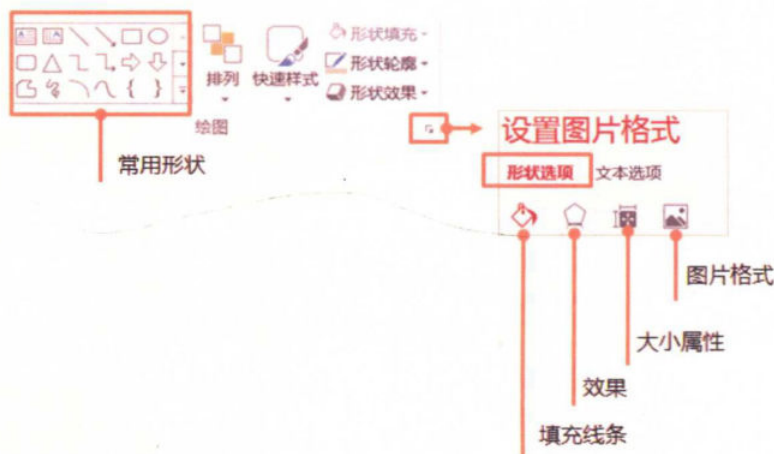 形状填充
排列 快速样式 形状轮廓
形状效果
绘图
常用形状
设置图片格式
形状选项 文本选项
图片格式
大小属性
效果
填充线条